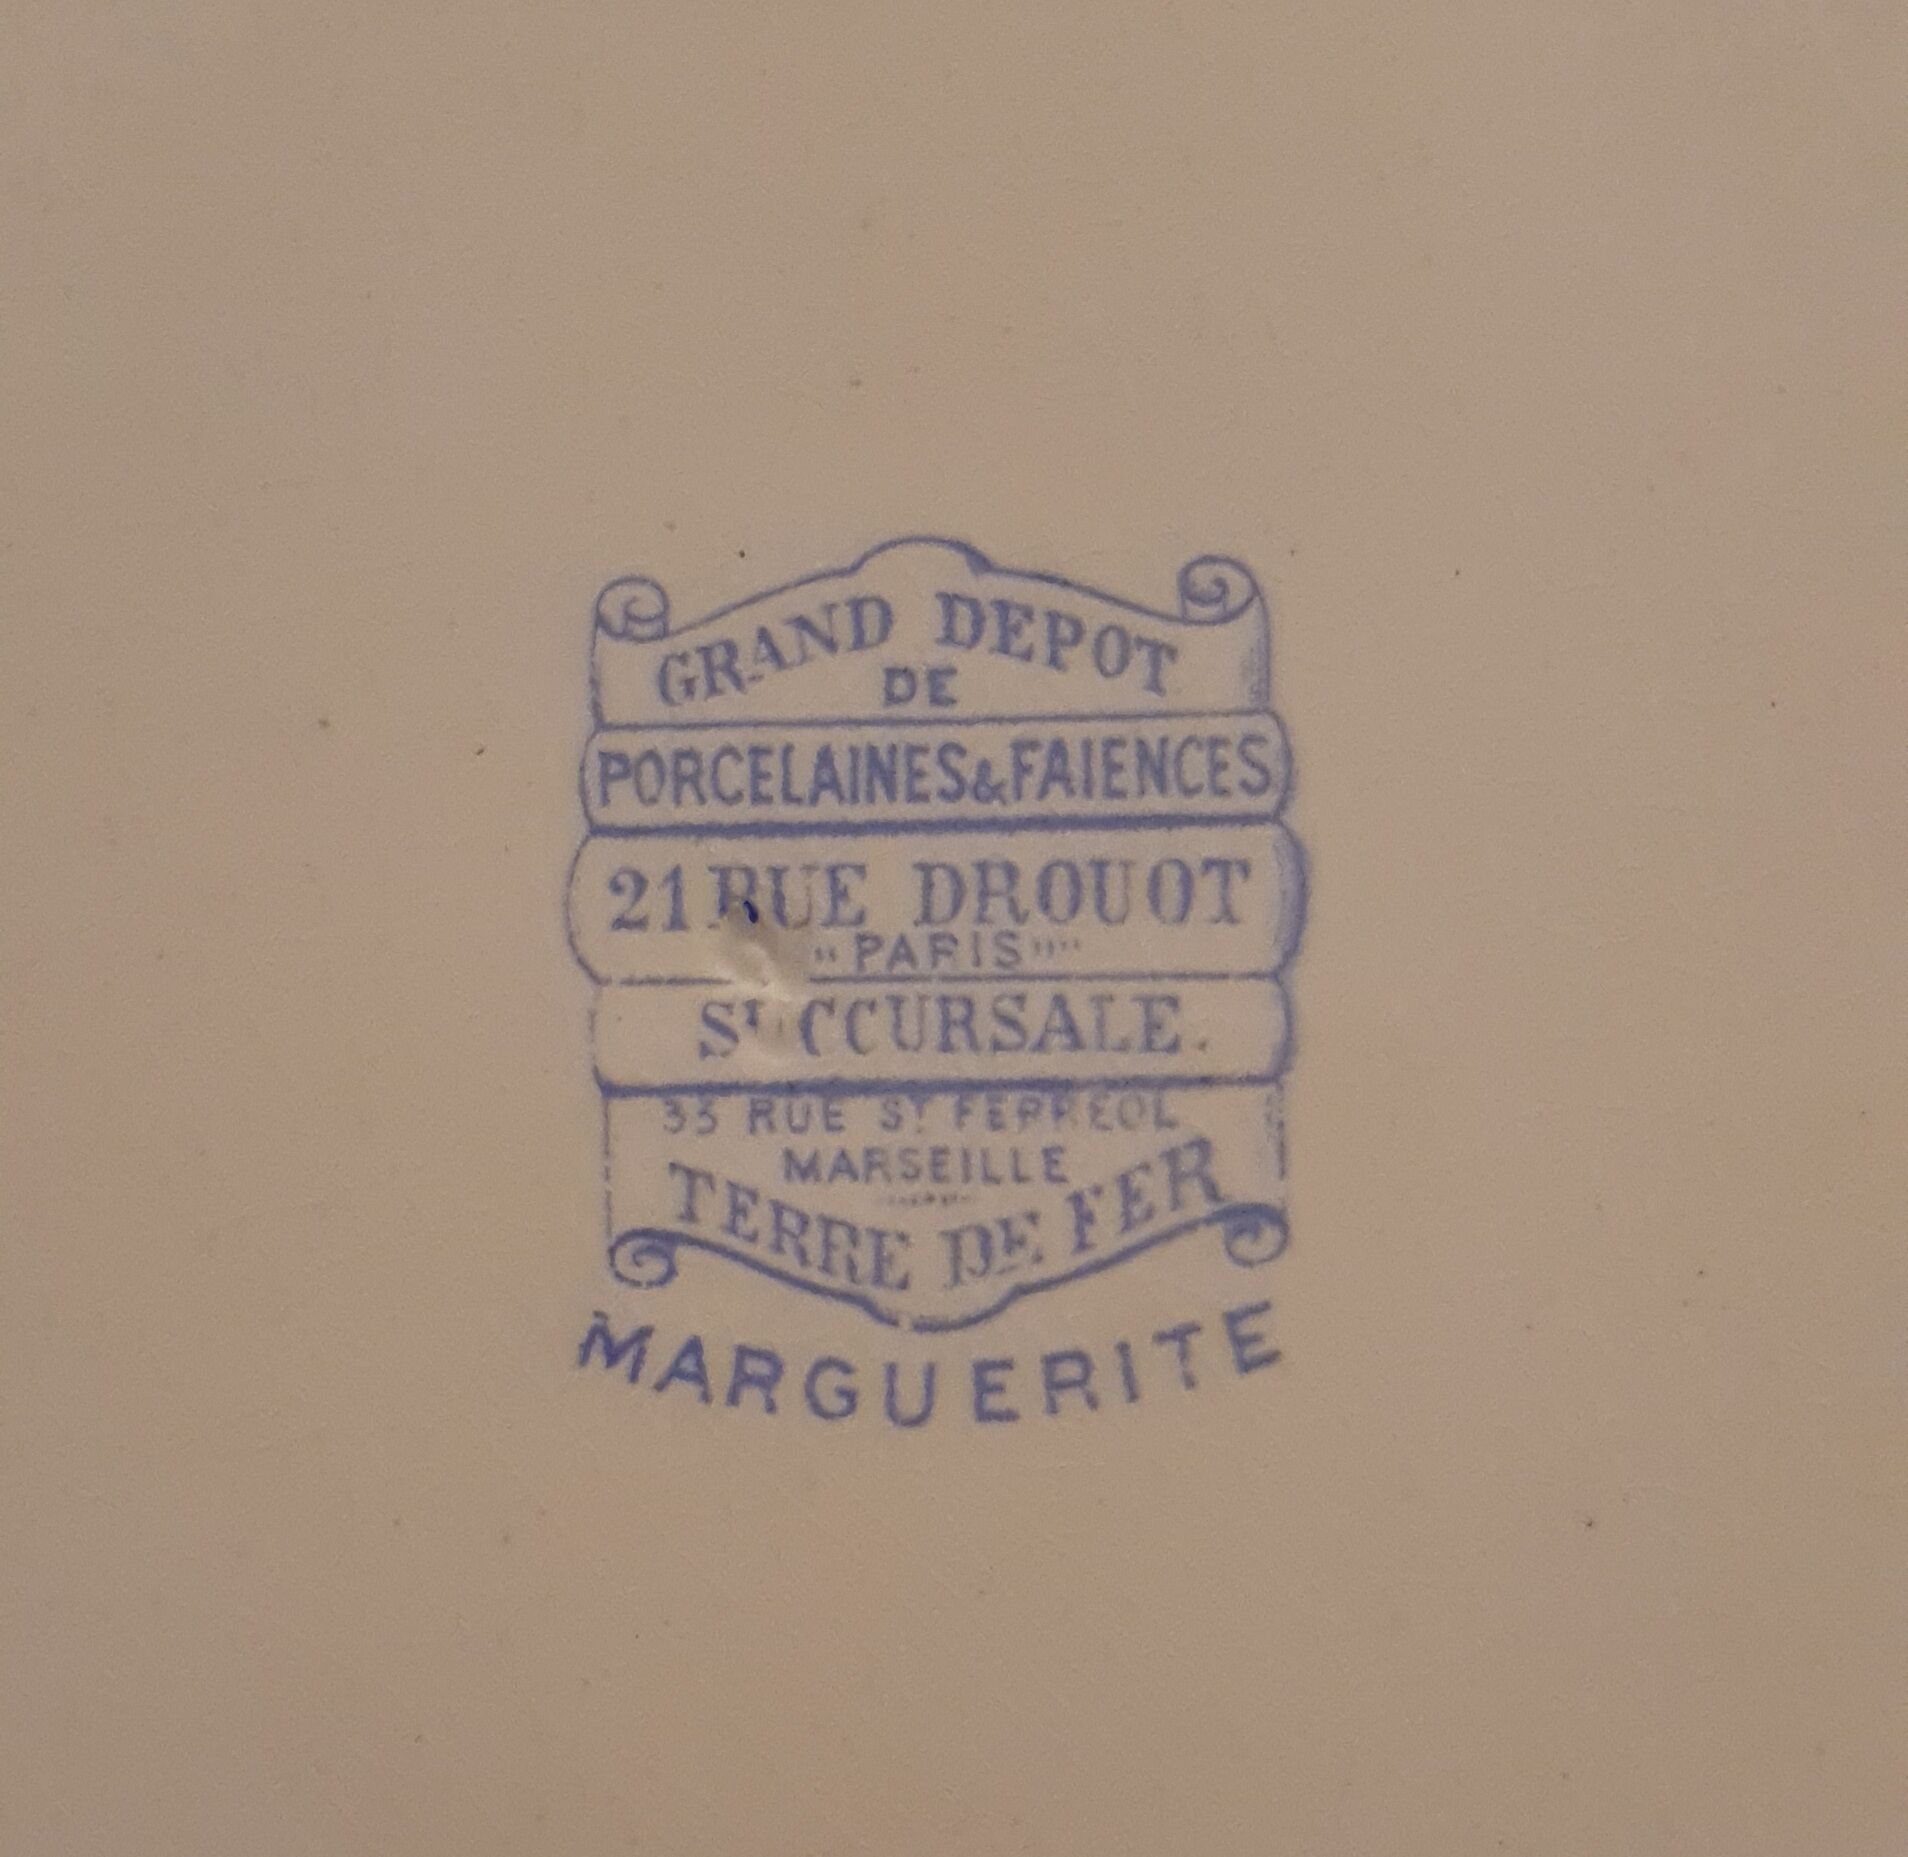 GRAND DEPOT
DE
PORCELAINES & FAIENCES
21 RUE DROUOT
"PARIS"
SUCCURSALE.
33 RUE ST FERREOL
MARSEILLE
TERRE DE FER
MARGUERITE